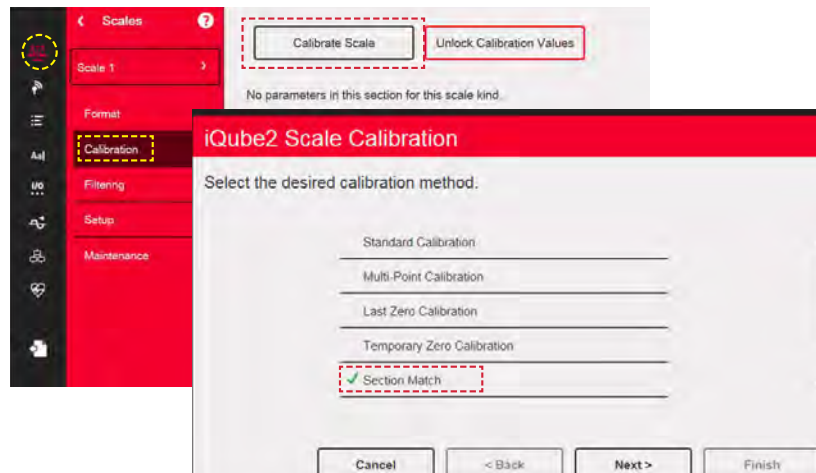 Scales ?
Calibrate Scale
Unlock Calibration Values
Scale 1
No parameters in this section for this scale kind.
Format
Calibration
Aa|
Filtering
I/O
Setup
Maintenance
iQube2 Scale Calibration
Select the desired calibration method.
Standard Calibration
Multi-Point Calibration
Last Zero Calibration
Temporary Zero Calibration
Section Match
Cancel
< Back
Next >
Finish